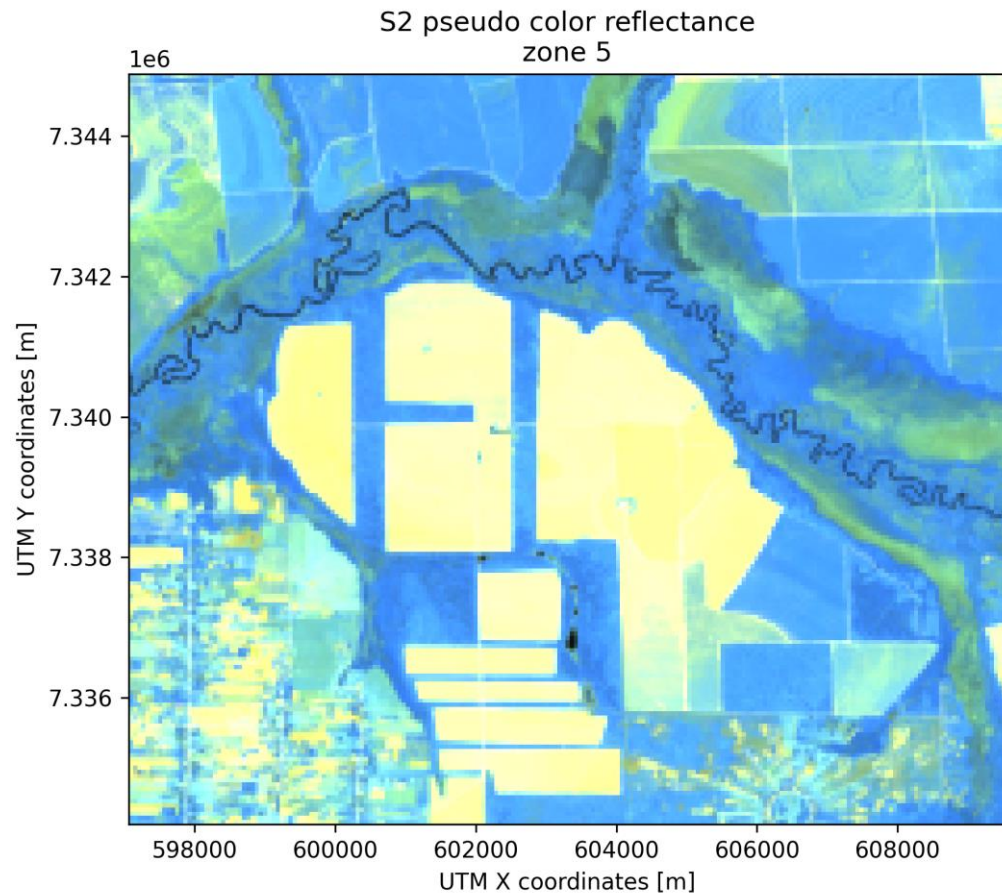 S2 pseudo color reflectance
zone 5
1e6
7.344
7.342
7.340
7.338
7.336
UTM Y coordinates [m]
598000 600000 602000 604000 606000 608000
UTM X coordinates [m]